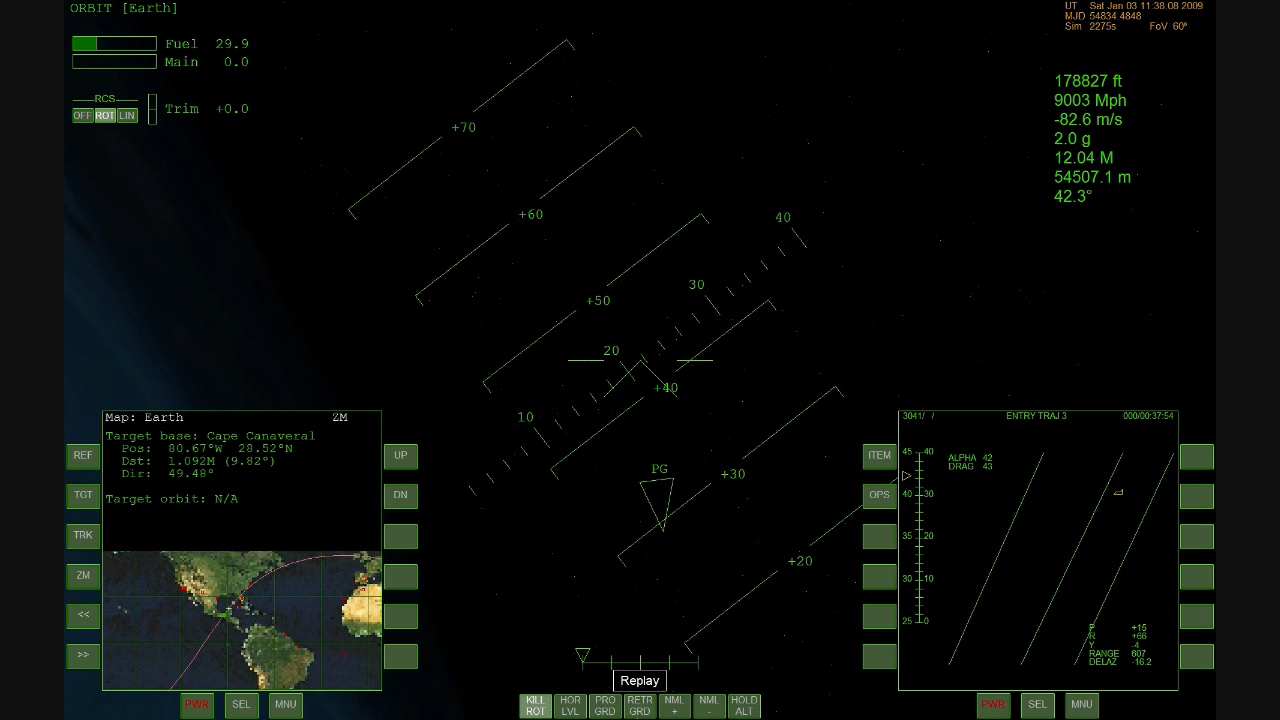 ORBIT [Earth]
Fuel 29.9
Main 0.0
RCS
OFF ROT LIN
Trim +0.0
UT Sat Jan 03 11:38:08 2009
MJD 54834.4848
Sim 2275s FoV 60°
178827 ft
9003 Mph
-82.6 m/s
2.0 g
12.04 M
54507.1 m
42.3°
+70
+60
+50
+40
+30
+20
40
30
20
10
PG
Map: Earth ZM
Target base: Cape Canaveral
Pos: 80.67°W 28.52°N
Dst: 1.092M (9.82°)
Dir: 49.48°
Target orbit: N/A
REF
TGT
TRK
ZM
<<
>>
UP
DN
PWR SEL MNU
Replay
KILL ROT
HOR LVL
PRO GRD
RETR GRD
NML +
NML -
HOLD ALT
3041/ / ENTRY TRAJ 3 000/00:37:54
ITEM
OPS
45 40
40 30
35 20
30 10
25 0
ALPHA 42
DRAG 43
P +15
R +66
Y -4
RANGE 607
DELAZ -16.2
PWR SEL MNU